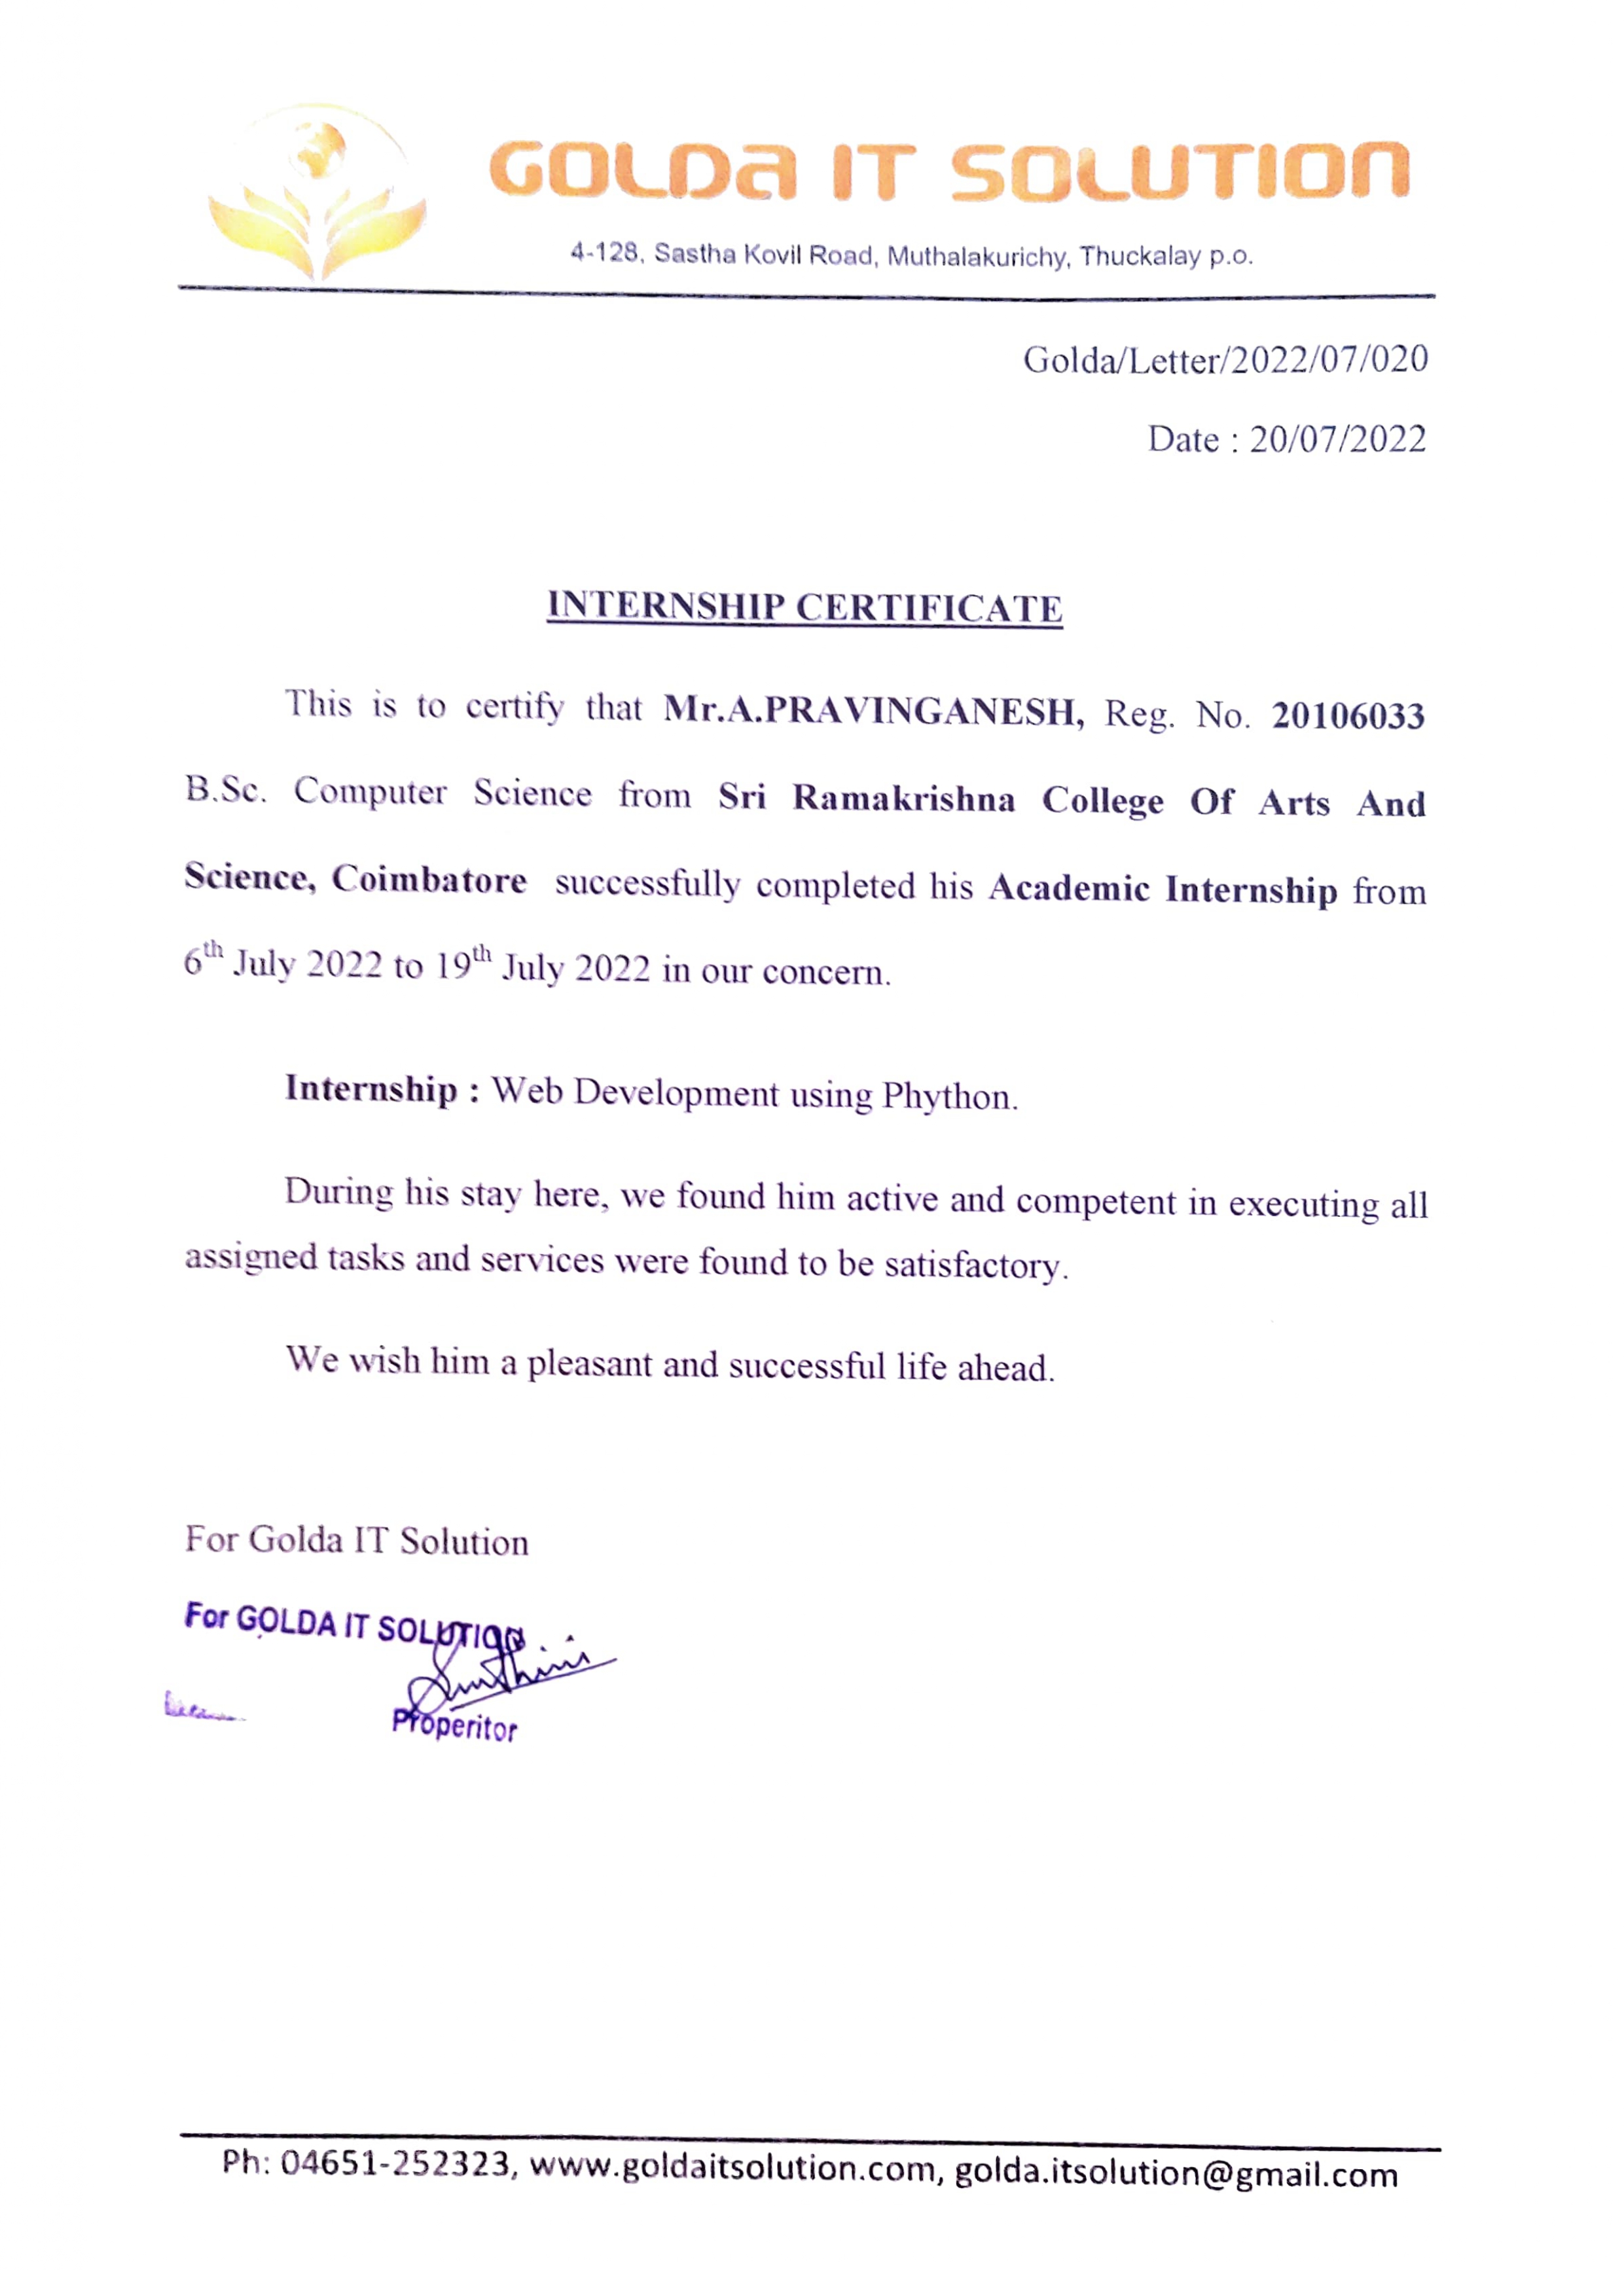 GOLDA IT SOLUTION
4-128, Sastha Kovil Road, Muthalakurichy, Thuckalay p.o.
Golda/Letter/2022/07/020
Date : 20/07/2022
INTERNSHIP CERTIFICATE
This is to certify that Mr.A.PRAVINGANESH, Reg. No. 20106033
B.Sc. Computer Science from Sri Ramakrishna College Of Arts And
Science, Coimbatore successfully completed his Academic Internship from
6th July 2022 to 19th July 2022 in our concern.
Internship : Web Development using Phython.
During his stay here, we found him active and competent in executing all
assigned tasks and services were found to be satisfactory.
We wish him a pleasant and successful life ahead.
For Golda IT Solution
For GOLDA IT SOLUTION
Properitor
Ph: 04651-252323, www.goldaitsolution.com, golda.itsolution@gmail.com